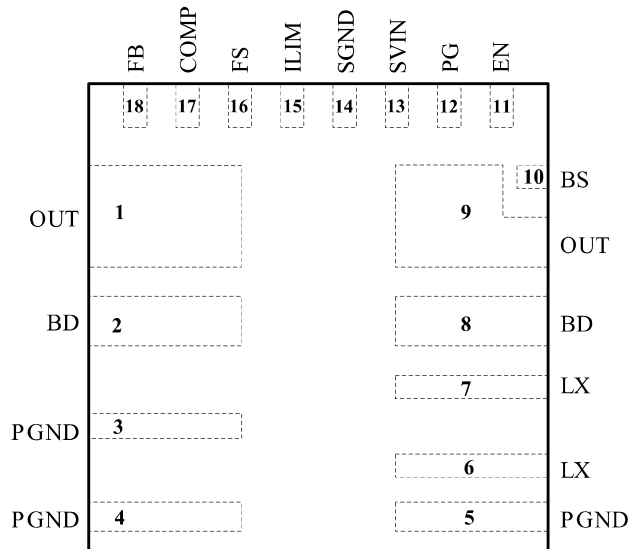 FB COMP FS ILIM SGND SVIN PG EN
18 17 16 15 14 13 12 11
10 BS
OUT 1 9
OUT
BD 2 8 BD
7 LX
PGND 3
6 LX
PGND 4 5 PGND